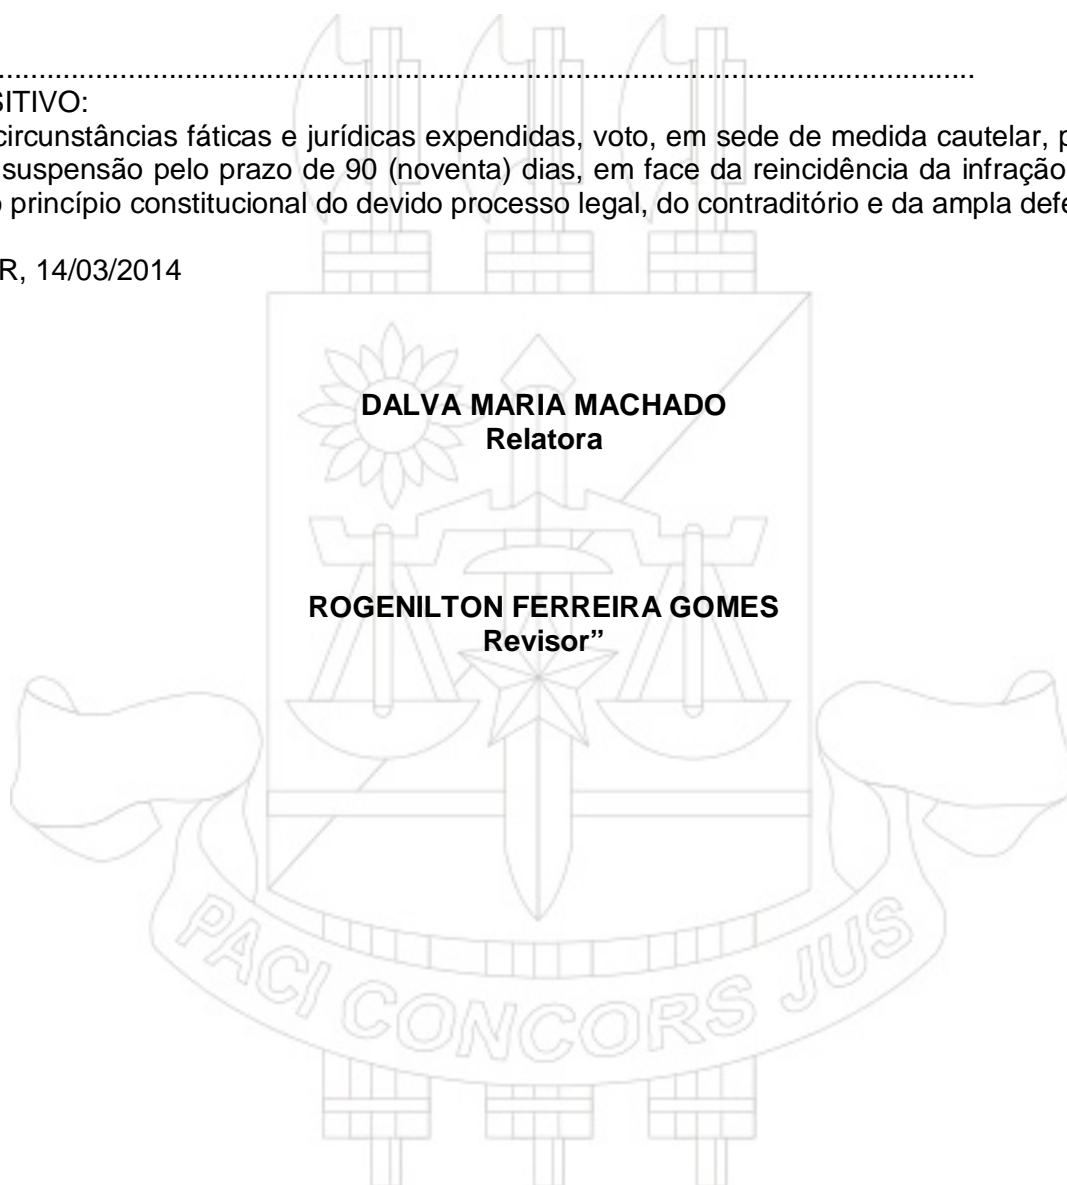 ...............................................................................................................
SITIVO:
circunstâncias fáticas e jurídicas expendidas, voto, em sede de medida cautelar, p
suspensão pelo prazo de 90 (noventa) dias, em face da reincidência da infração
o princípio constitucional do devido processo legal, do contraditório e da ampla defe
R, 14/03/2014
DALVA MARIA MACHADO
Relatora
ROGENILTON FERREIRA GOMES
Revisor”
PACI CONCORS JUS